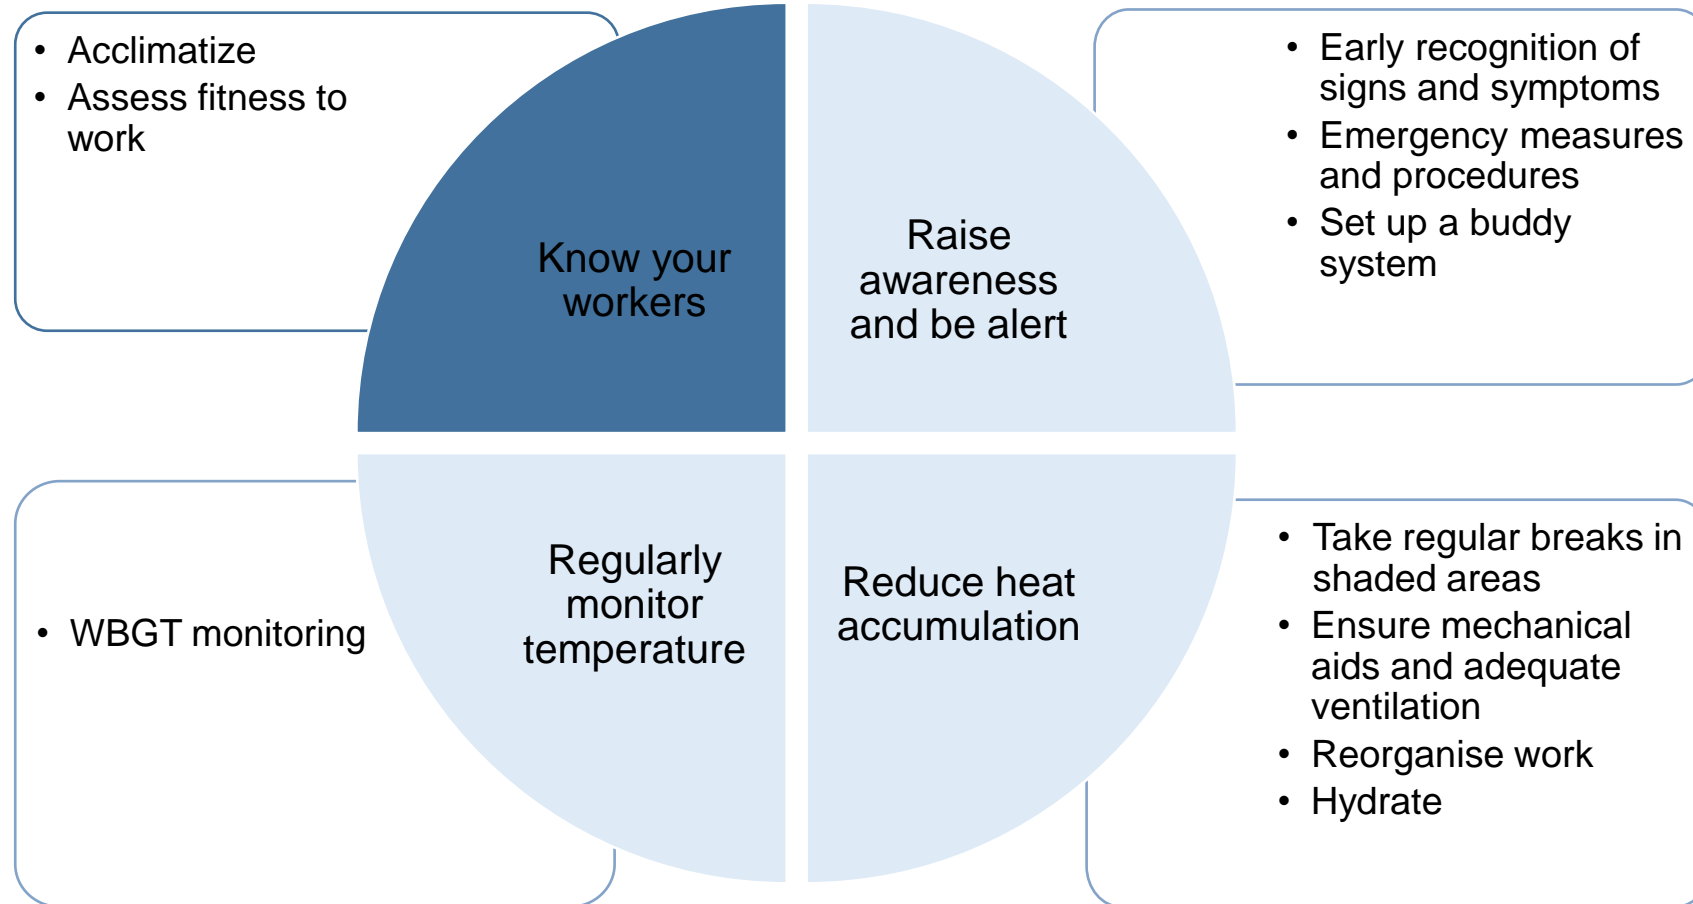 • Acclimatize
• Assess fitness to
work
Know your
workers
Raise
awareness
and be alert
• Early recognition of
signs and symptoms
• Emergency measures
and procedures
• Set up a buddy
system
• WBGT monitoring
Regularly
monitor
temperature
Reduce heat
accumulation
• Take regular breaks in
shaded areas
• Ensure mechanical
aids and adequate
ventilation
• Reorganise work
• Hydrate